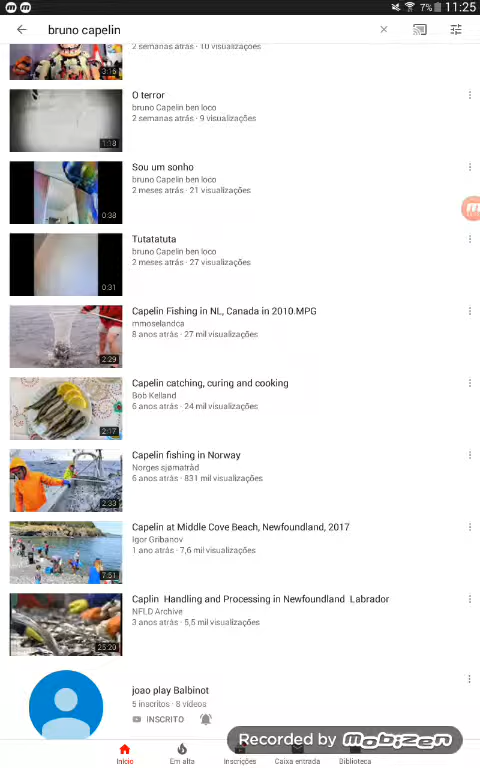 7% 11:25
bruno capelin
2 semanas atrás · 10 visualizações
3:16
O terror
bruno Capelin ben loco
2 semanas atrás · 9 visualizações
1:18
Sou um sonho
bruno Capelin ben loco
2 meses atrás · 21 visualizações
0:38
Tutatatuta
bruno Capelin ben loco
2 meses atrás · 27 visualizações
0:31
Capelin Fishing in NL, Canada in 2010.MPG
mmoselandca
8 anos atrás · 27 mil visualizações
2:29
Capelin catching, curing and cooking
Bob Kelland
6 anos atrás · 24 mil visualizações
2:17
Capelin fishing in Norway
Norges sjømatråd
6 anos atrás · 831 mil visualizações
2:33
Capelin at Middle Cove Beach, Newfoundland, 2017
Igor Gribanov
1 ano atrás · 7,6 mil visualizações
7:51
Caplin Handling and Processing in Newfoundland Labrador
NFLD Archive
3 anos atrás · 5,5 mil visualizações
25:20
joao play Balbinot
5 inscritos · 8 vídeos
INSCRITO
Recorded by mobizen
Início Em alta Inscrições Caixa entrada Biblioteca